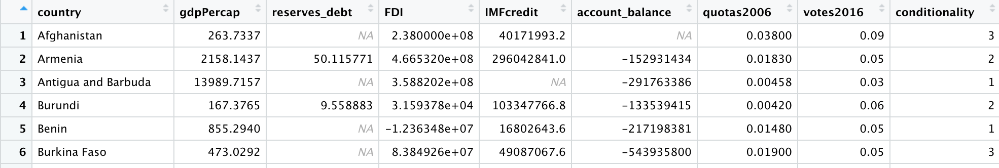 country gdpPercap reserves_debt FDI IMFcredit account_balance quotas2006 votes2016 conditionality
1 Afghanistan 263.7337 NA 2.380000e+08 40171993.2 NA 0.03800 0.09 3
2 Armenia 2158.1437 50.115771 4.665320e+08 296042841.0 -152931434 0.01830 0.05 2
3 Antigua and Barbuda 13989.7157 NA 3.588202e+08 NA -291763386 0.00458 0.03 1
4 Burundi 167.3765 9.558883 3.159378e+04 103347766.8 -133539415 0.00420 0.06 2
5 Benin 855.2940 NA -1.236348e+07 16802643.6 -217198381 0.01480 0.05 1
6 Burkina Faso 473.0292 NA 8.384926e+07 49087067.6 -543935800 0.01900 0.05 3